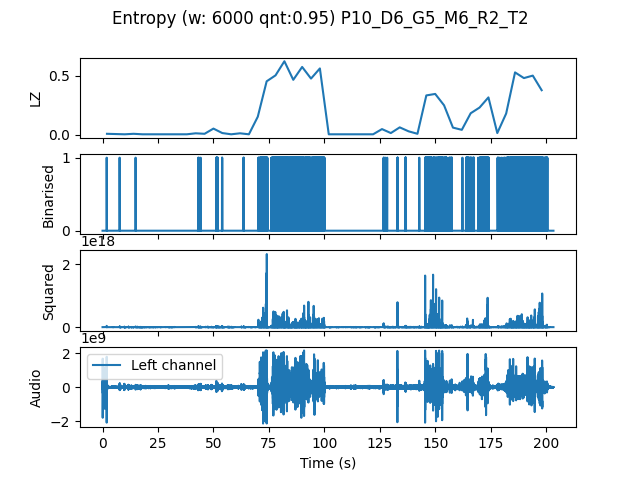 Entropy (w: 6000 qnt:0.95) P10_D6_G5_M6_R2_T2
0.5
LZ
0.0
1
Binarised
0
1e18
2
Squared
0
1e9
2
Left channel
Audio
0
−2
0 25 50 75 100 125 150 175 200
Time (s)